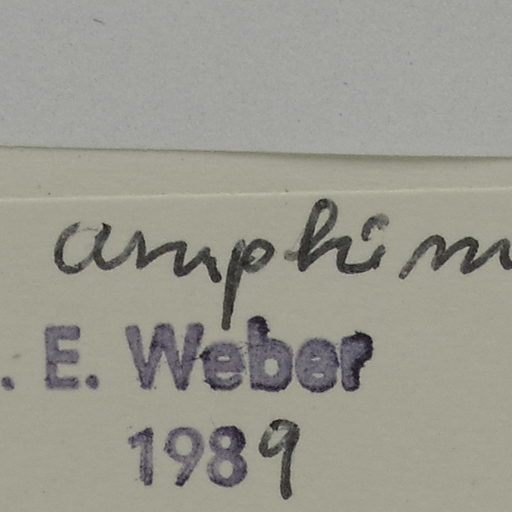 amphim
. E. Weber
1989